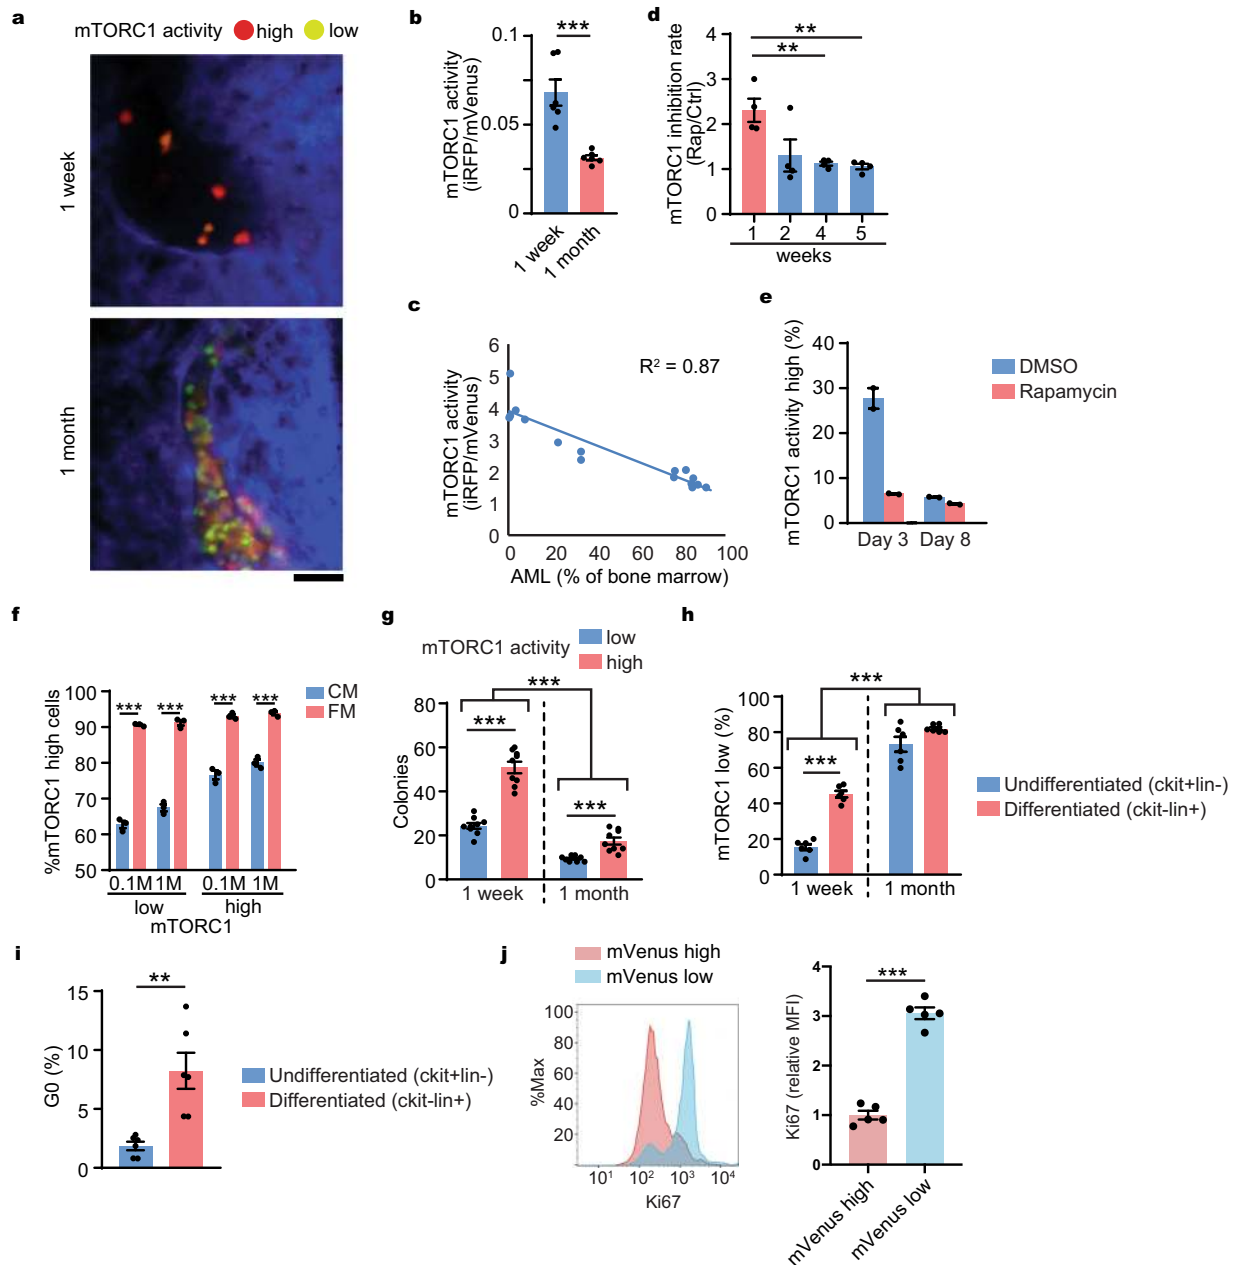 a
mTORC1 activity high low
1 week
1 month
b
mTORC1 activity
(iRFP/mVenus)
0.1
0.05
0
***
1 week
1 month
d
mTORC1 inhibition rate
(Rap/Ctrl)
4
3
2
1
0
**
**
1 2 4 5
weeks
c
mTORC1 activity
(iRFP/mVenus)
6
5
4
3
2
1
0
R² = 0.87
0 20 40 60 80 100
AML (% of bone marrow)
e
mTORC1 activity high (%)
40
30
20
10
0
Day 3 Day 8
DMSO
Rapamycin
f
%mTORC1 high cells
100
90
80
70
60
50
*** *** *** ***
CM
FM
0.1M 1M 0.1M 1M
low high
mTORC1
g
mTORC1 activity
low
high
Colonies
80
60
40
20
0
***
***
***
1 week 1 month
h
mTORC1 low (%)
100
80
60
40
20
0
***
***
1 week 1 month
Undifferentiated (ckit+lin-)
Differentiated (ckit-lin+)
i
G0 (%)
15
10
5
0
**
Undifferentiated (ckit+lin-)
Differentiated (ckit-lin+)
j
mVenus high
mVenus low
%Max
100
80
60
40
20
10¹ 10² 10³ 10⁴
Ki67
Ki67 (relative MFI)
4
3
2
1
0
***
mVenus high
mVenus low